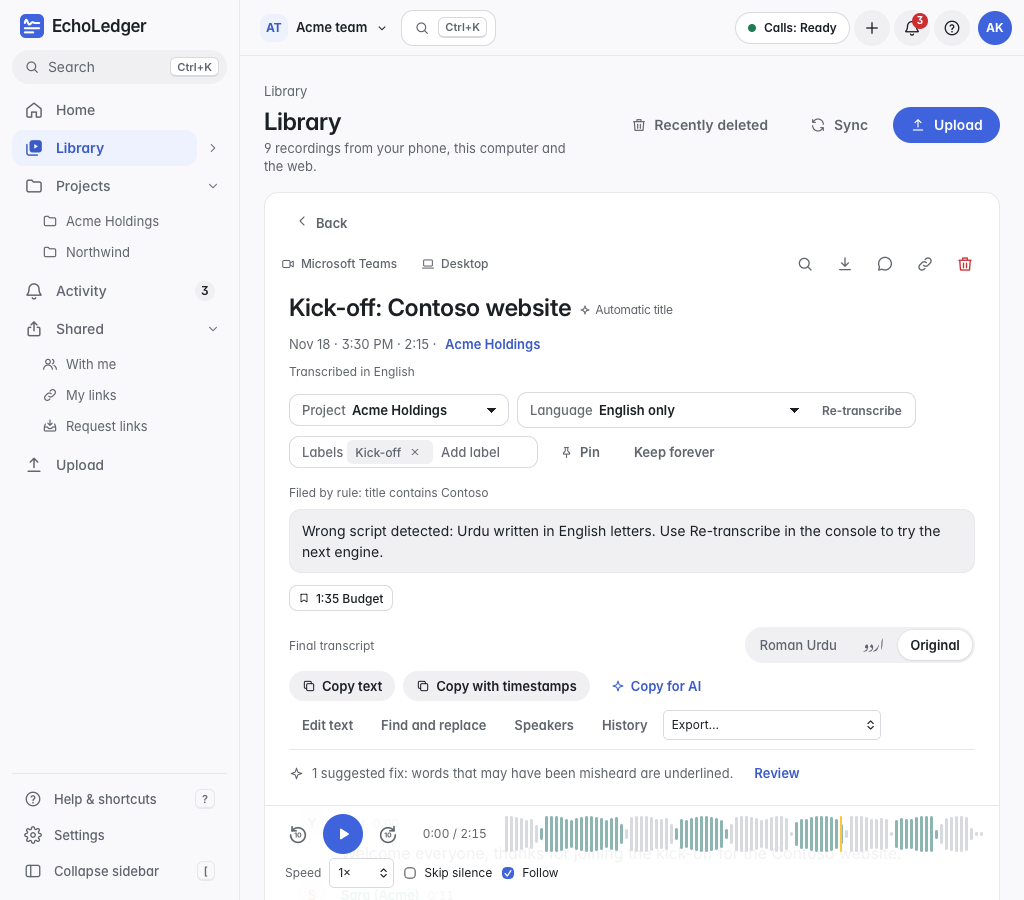 EchoLedger
Search Ctrl+K
Home
Library
Projects
Acme Holdings
Northwind
Activity 3
Shared
With me
My links
Request links
Upload
Help & shortcuts ?
Settings
Collapse sidebar [
AT Acme team Ctrl+K Calls: Ready 3 AK
Library
Library
9 recordings from your phone, this computer and
the web.
Recently deleted Sync Upload
Back
Microsoft Teams Desktop
Kick-off: Contoso website Automatic title
Nov 18 · 3:30 PM · 2:15 · Acme Holdings
Transcribed in English
Project Acme Holdings Language English only Re-transcribe
Labels Kick-off × Add label Pin Keep forever
Filed by rule: title contains Contoso
Wrong script detected: Urdu written in English letters. Use Re-transcribe in the console to try the
next engine.
1:35 Budget
Final transcript Roman Urdu اردو Original
Copy text Copy with timestamps Copy for AI
Edit text Find and replace Speakers History Export...
1 suggested fix: words that may have been misheard are underlined. Review
10 10 0:00 / 2:15
Welcome everyone, thanks for joining the kick-off for the Contoso website.
Speed 1× Skip silence Follow
S Sara (Acme) 0:11